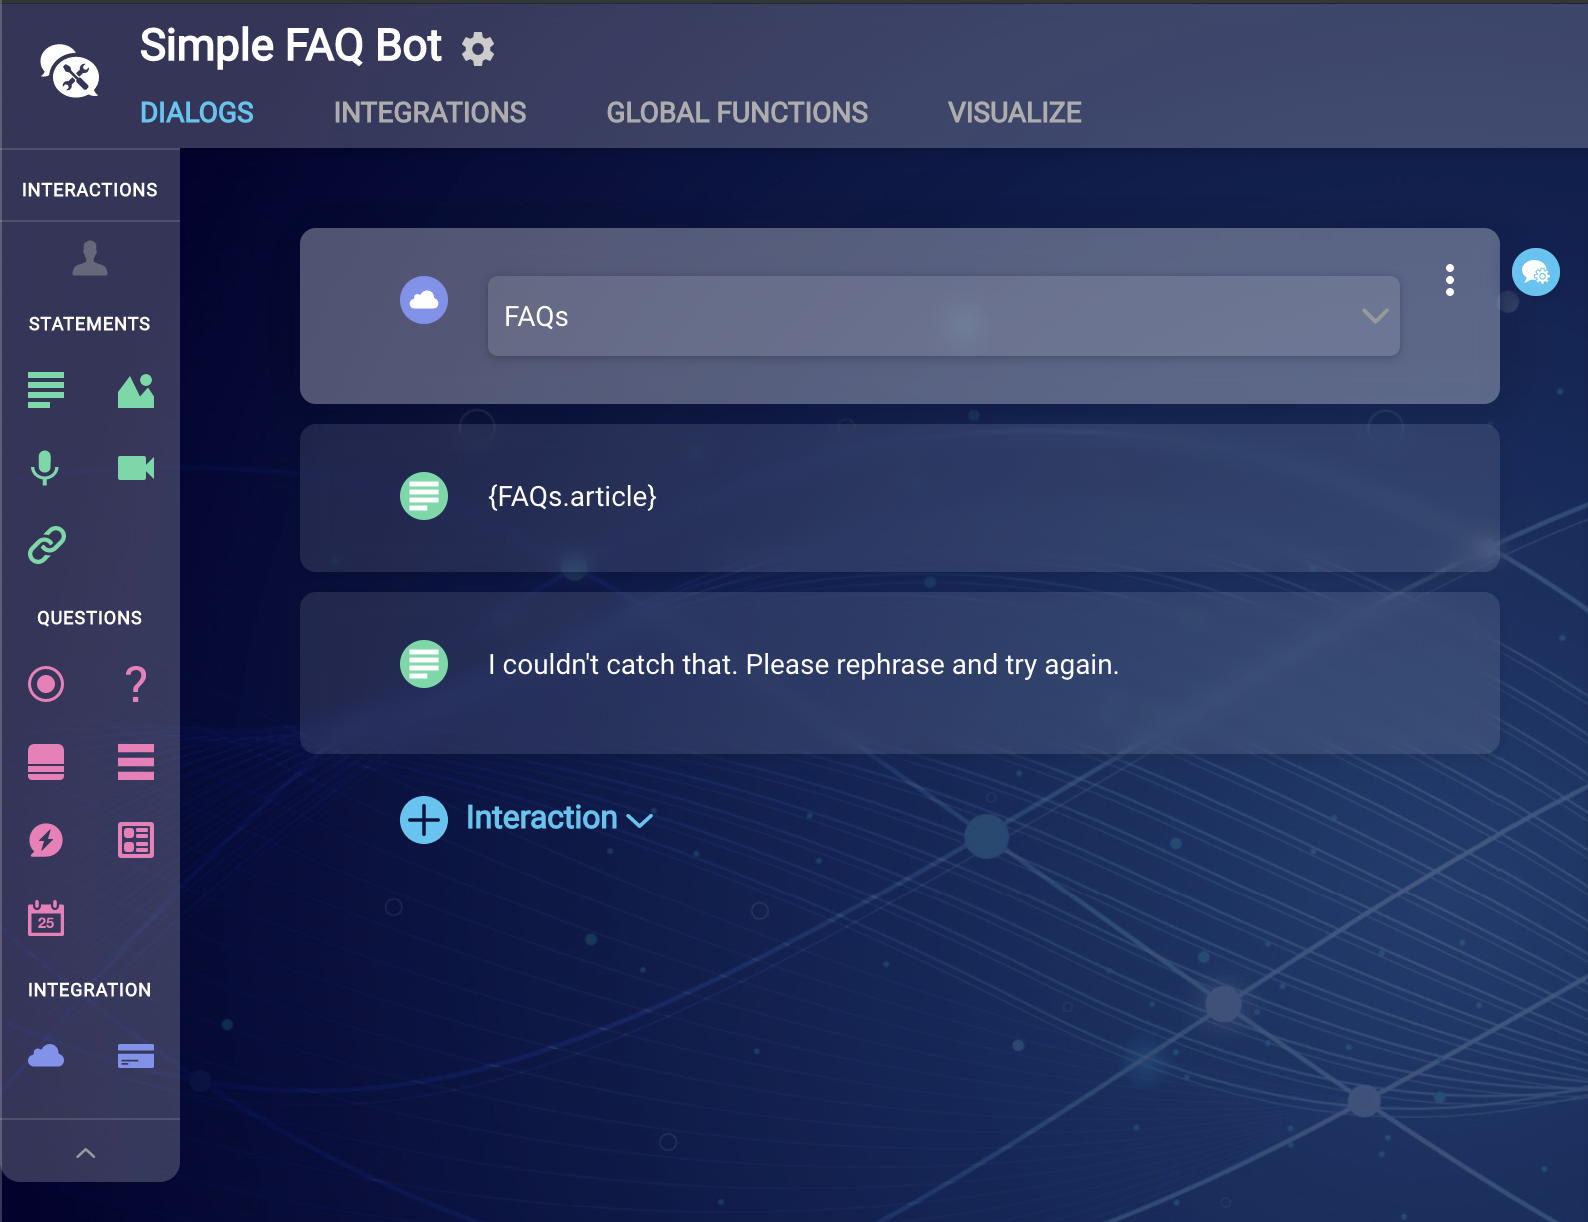 Simple FAQ Bot
DIALOGS INTEGRATIONS GLOBAL FUNCTIONS VISUALIZE
INTERACTIONS
STATEMENTS
QUESTIONS
25
INTEGRATION
FAQs
{FAQs.article}
I couldn't catch that. Please rephrase and try again.
Interaction